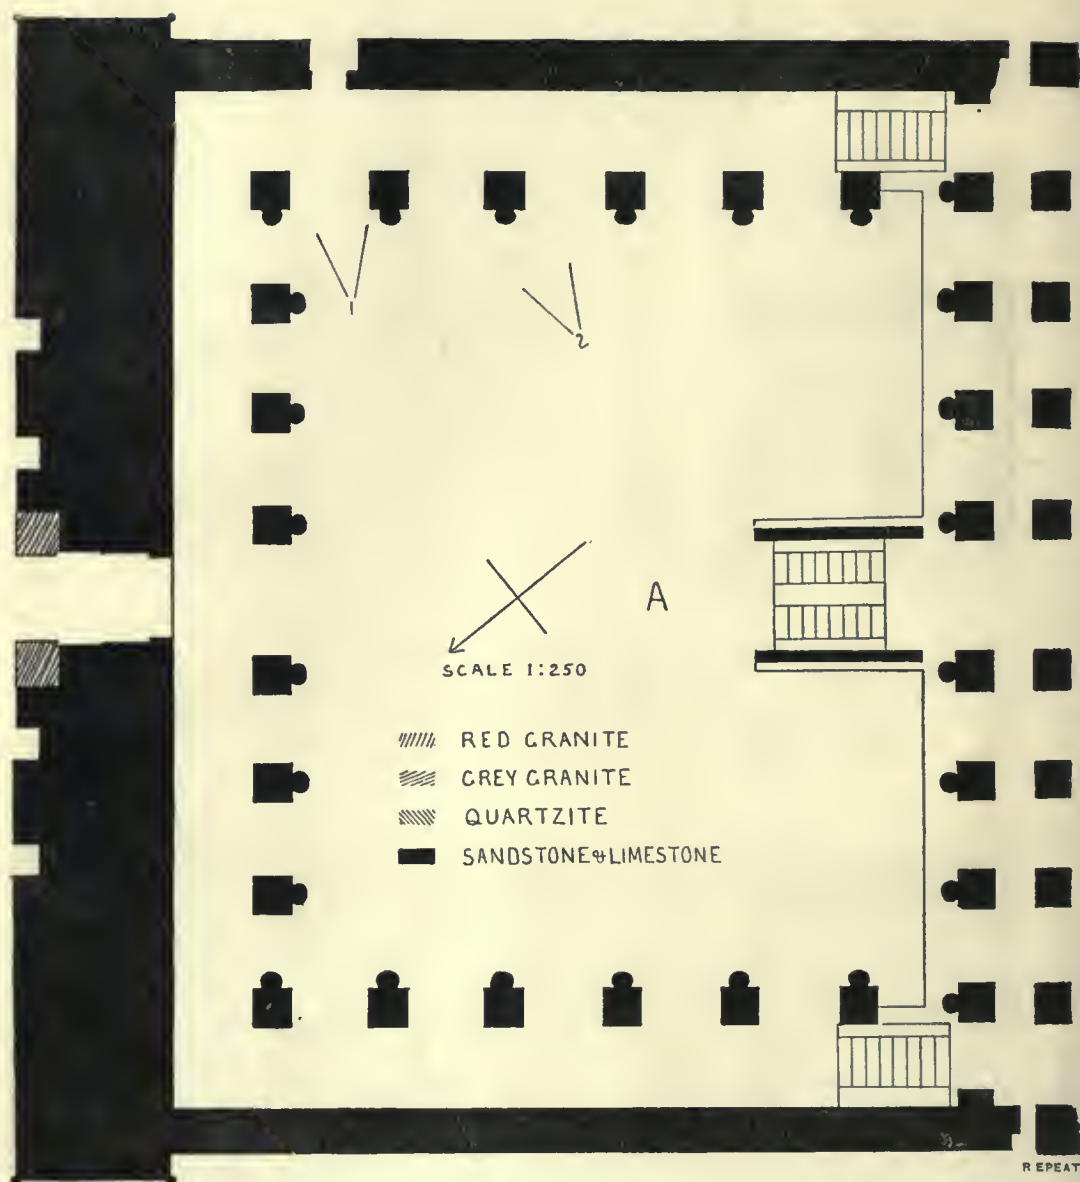 1
2
A
SCALE 1:250
RED GRANITE
GREY GRANITE
QUARTZITE
SANDSTONE & LIMESTONE
REPEAT